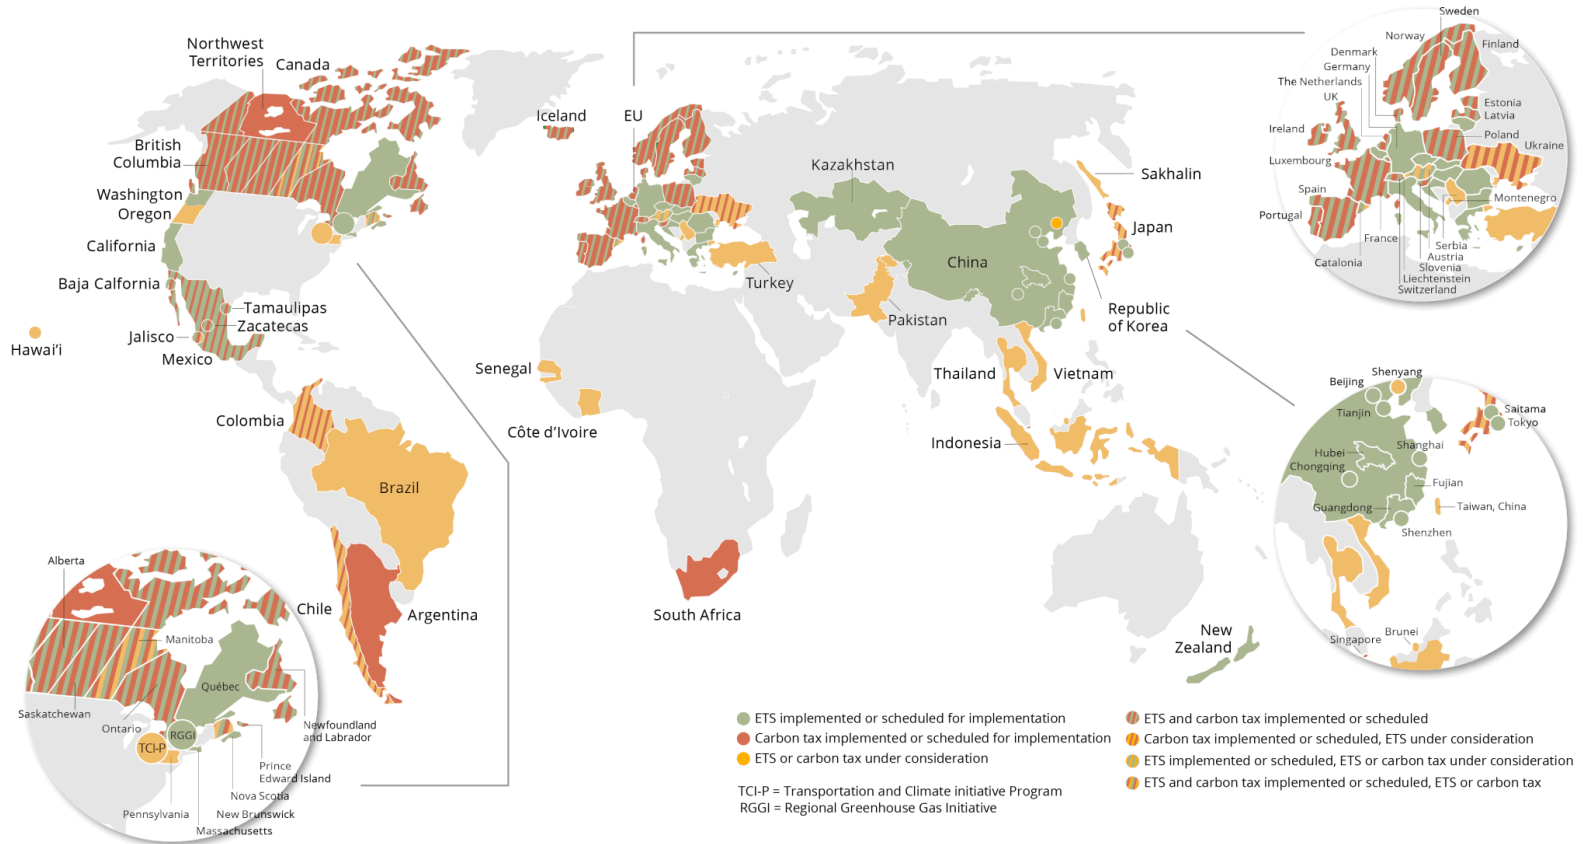 Northwest
Territories
Canada
British
Columbia
Washington
Oregon
California
Baja Calfornia
Tamaulipas
Zacatecas
Jalisco
Mexico
Hawai'i
Iceland
EU
Kazakhstan
Sakhalin
Japan
China
Turkey
Pakistan
Republic
of Korea
Senegal
Côte d'Ivoire
Thailand
Vietnam
Indonesia
Colombia
Brazil
Chile
Argentina
South Africa
New
Zealand
Sweden
Norway
Finland
Denmark
Germany
The Netherlands
UK
Estonia
Latvia
Ireland
Poland
Ukraine
Luxembourg
Spain
Portugal
Montenegro
France
Serbia
Catalonia
Austria
Slovenia
Liechtenstein
Switzerland
Shenyang
Beijing
Tianjin
Saitama
Tokyo
Shanghai
Hubei
Chongqing
Fujian
Guangdong
Taiwan, China
Shenzhen
Singapore
Brunei
Alberta
Manitoba
Québec
Saskatchewan
Ontario
TCI-P
RGGI
Newfoundland
and Labrador
Prince
Edward Island
Nova Scotia
Pennsylvania
New Brunswick
Massachusetts
ETS implemented or scheduled for implementation
Carbon tax implemented or scheduled for implementation
ETS or carbon tax under consideration
TCI-P = Transportation and Climate initiative Program
RGGI = Regional Greenhouse Gas Initiative
ETS and carbon tax implemented or scheduled
Carbon tax implemented or scheduled, ETS under consideration
ETS implemented or scheduled, ETS or carbon tax under consideration
ETS and carbon tax implemented or scheduled, ETS or carbon tax